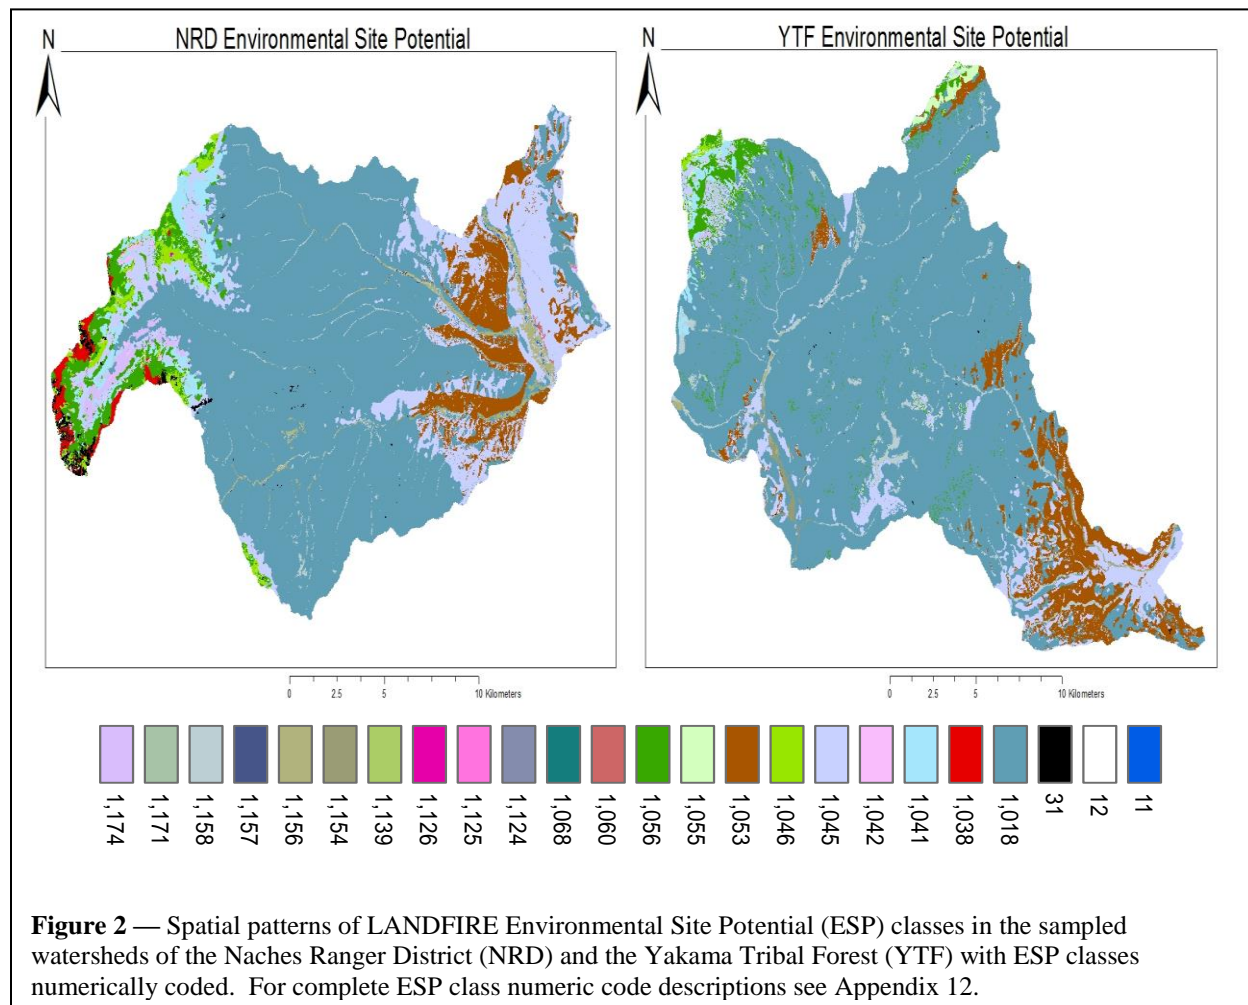 NRD Environmental Site Potential
YTF Environmental Site Potential
N
N
0 2.5 5 10 Kilometers
0 2.5 5 10 Kilometers
1,174
1,171
1,158
1,157
1,156
1,154
1,139
1,126
1,125
1,124
1,068
1,060
1,056
1,055
1,053
1,046
1,045
1,042
1,041
1,038
1,018
31
12
11
Figure 2 — Spatial patterns of LANDFIRE Environmental Site Potential (ESP) classes in the sampled
watersheds of the Naches Ranger District (NRD) and the Yakama Tribal Forest (YTF) with ESP classes
numerically coded.  For complete ESP class numeric code descriptions see Appendix 12.